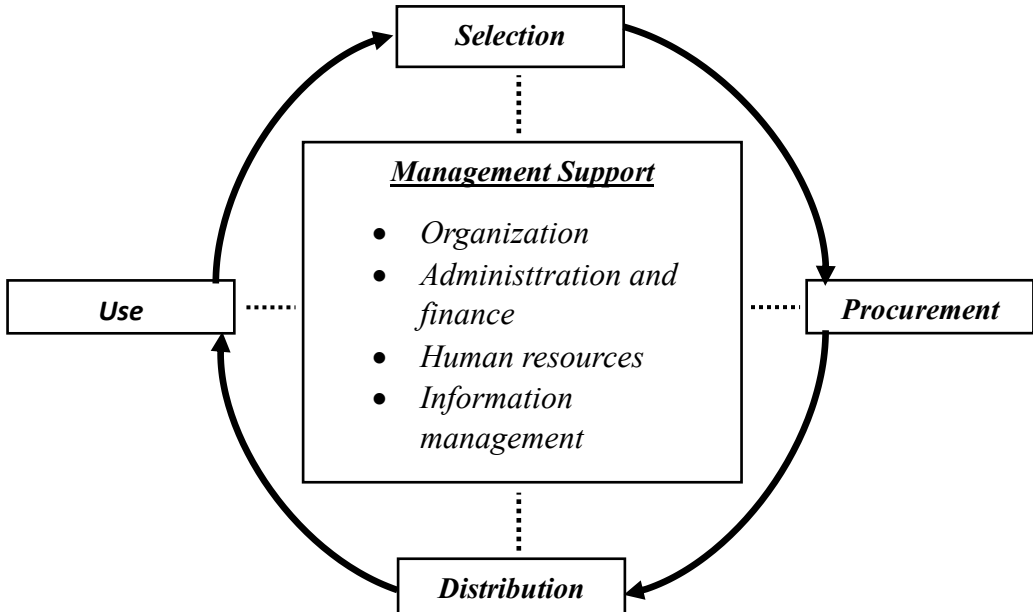 Selection
Management Support
• Organization
• Administtration and
finance
• Human resources
• Information
management
Use
Procurement
Distribution